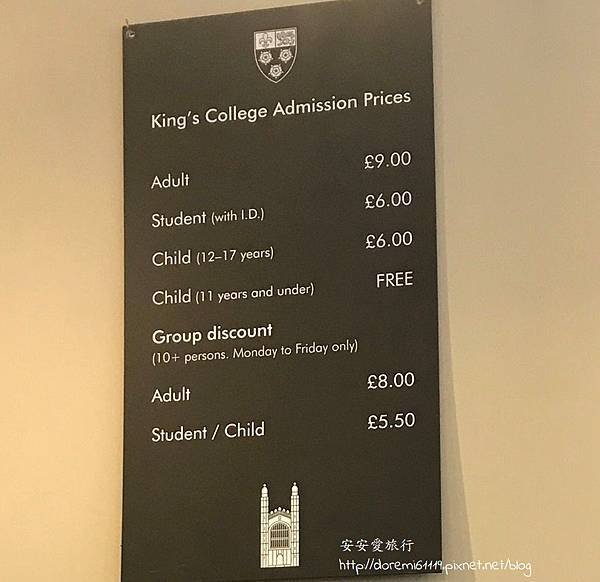 King's College Admission Prices
Adult £9.00
Student (with I.D.) £6.00
Child (12–17 years) £6.00
Child (11 years and under) FREE
Group discount
(10+ persons. Monday to Friday only)
Adult £8.00
Student / Child £5.50
安安愛旅行
http://doremi61119.pixnet.net/blog